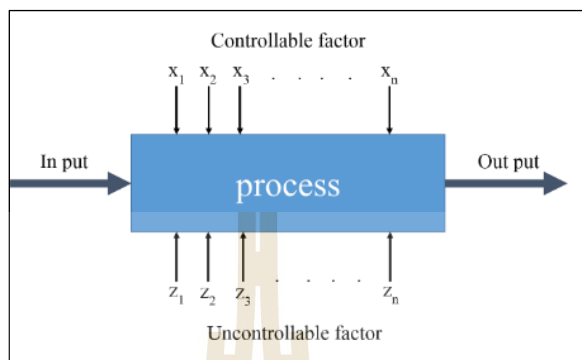 Controllable factor
x₁ x₂ x₃ . . . . xₙ
In put
process
Out put
z₁ z₂ z₃ . . . . zₙ
Uncontrollable factor